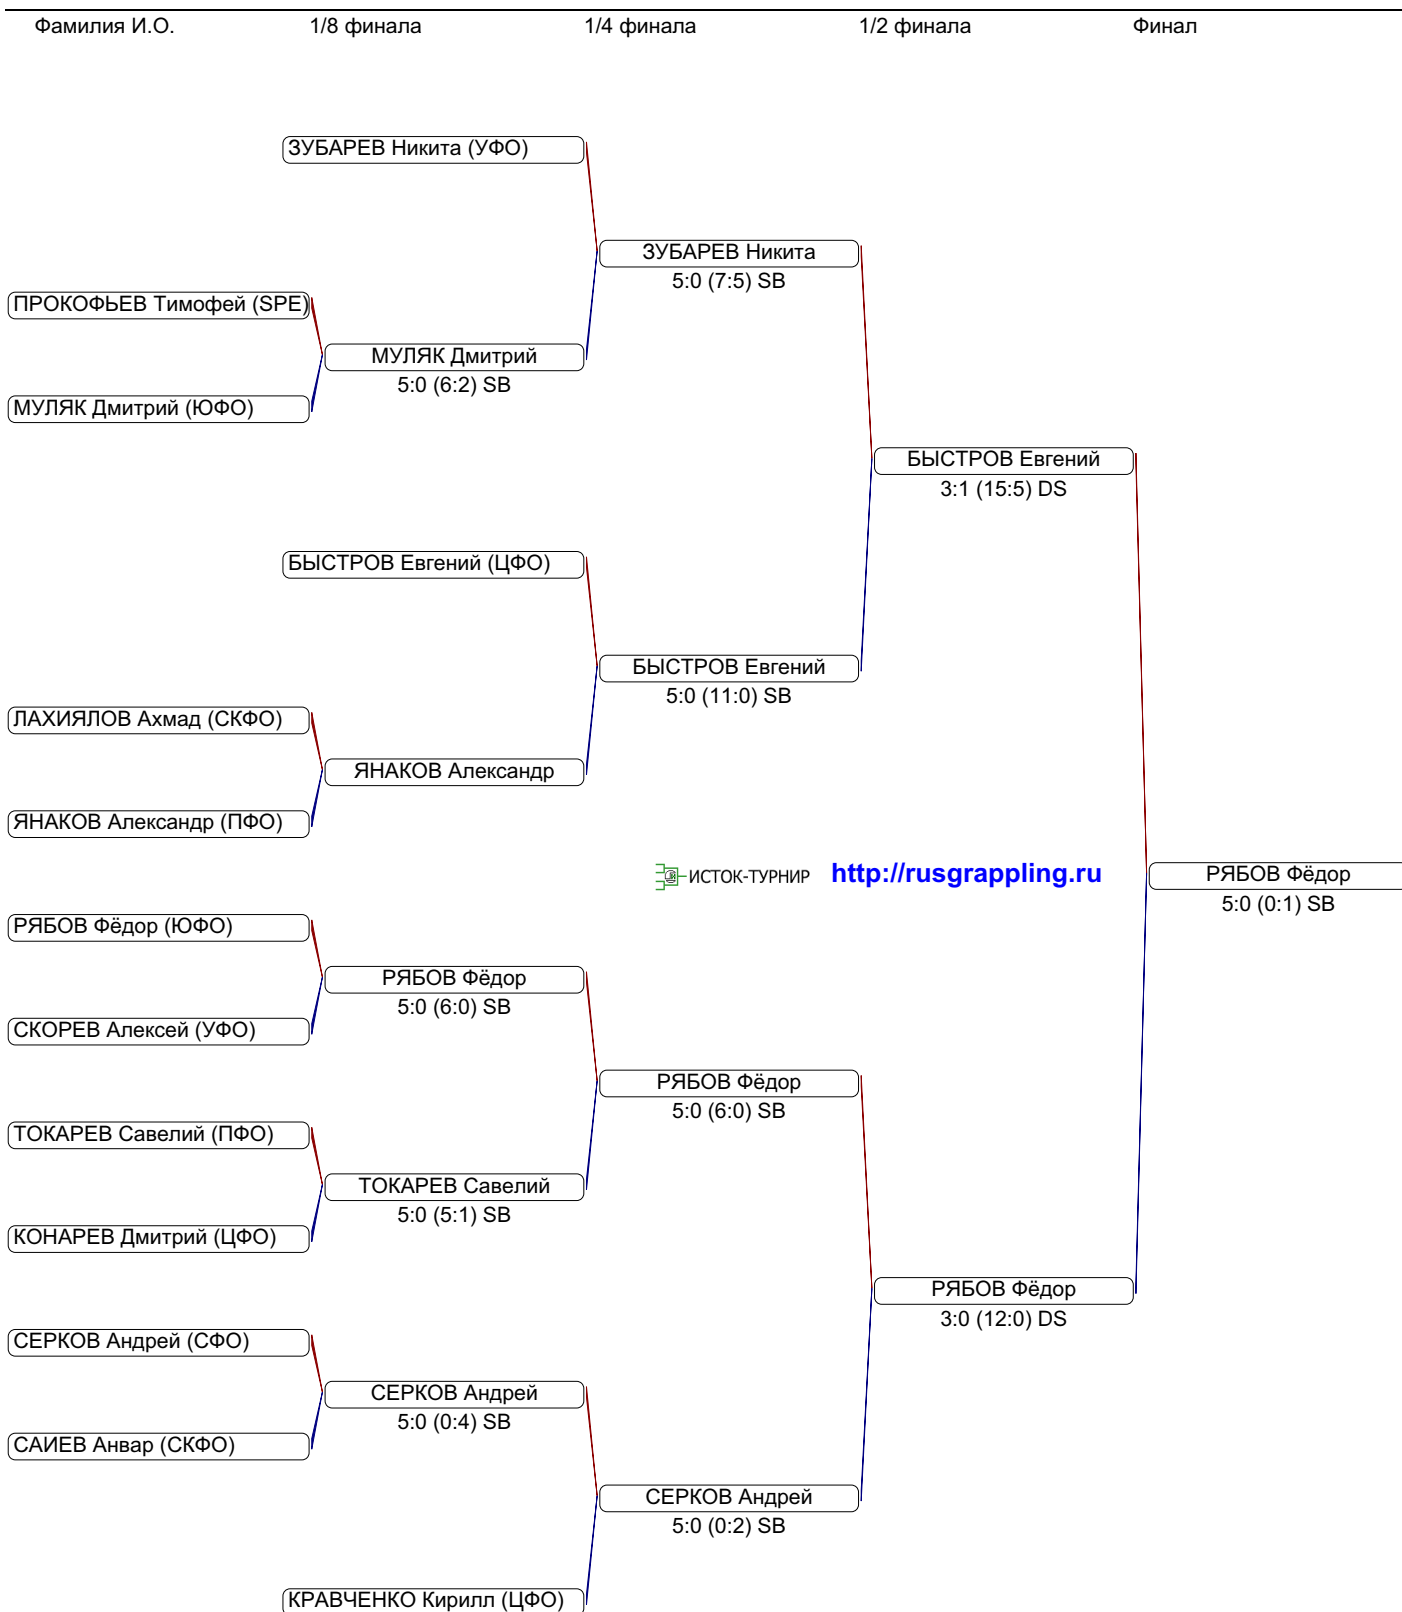 Фамилия И.О. 1/8 финала 1/4 финала 1/2 финала Финал
ЗУБАРЕВ Никита (УФО)
ЗУБАРЕВ Никита
5:0 (7:5) SB
ПРОКОФЬЕВ Тимофей (SPE)
МУЛЯК Дмитрий
5:0 (6:2) SB
МУЛЯК Дмитрий (ЮФО)
БЫСТРОВ Евгений
3:1 (15:5) DS
БЫСТРОВ Евгений (ЦФО)
БЫСТРОВ Евгений
5:0 (11:0) SB
ЛАХИЯЛОВ Ахмад (СКФО)
ЯНАКОВ Александр
ЯНАКОВ Александр (ПФО)
ИСТОК-ТУРНИР http://rusgrappling.ru
РЯБОВ Фёдор
5:0 (0:1) SB
РЯБОВ Фёдор (ЮФО)
РЯБОВ Фёдор
5:0 (6:0) SB
СКОРЕВ Алексей (УФО)
РЯБОВ Фёдор
5:0 (6:0) SB
ТОКАРЕВ Савелий (ПФО)
ТОКАРЕВ Савелий
5:0 (5:1) SB
КОНАРЕВ Дмитрий (ЦФО)
РЯБОВ Фёдор
3:0 (12:0) DS
СЕРКОВ Андрей (СФО)
СЕРКОВ Андрей
5:0 (0:4) SB
САИЕВ Анвар (СКФО)
СЕРКОВ Андрей
5:0 (0:2) SB
КРАВЧЕНКО Кирилл (ЦФО)